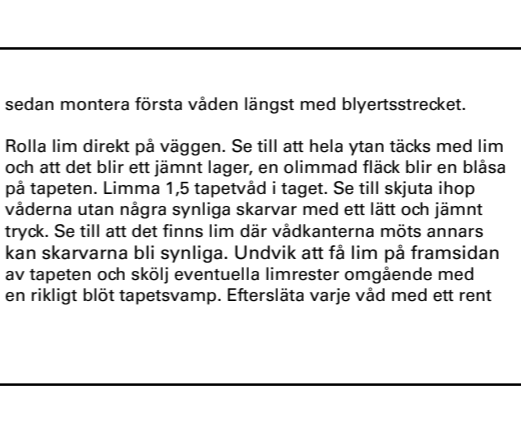 sedan montera första våden längst med blyertsstrecket.
Rolla lim direkt på väggen. Se till att hela ytan täcks med lim
och att det blir ett jämnt lager, en olimmad fläck blir en blåsa
på tapeten. Limma 1,5 tapetvåd i taget. Se till skjuta ihop
våderna utan några synliga skarvar med ett lätt och jämnt
tryck. Se till att det finns lim där vådkanterna möts annars
kan skarvarna bli synliga. Undvik att få lim på framsidan
av tapeten och skölj eventuella limrester omgående med
en rikligt blöt tapetsvamp. Eftersläta varje våd med ett rent